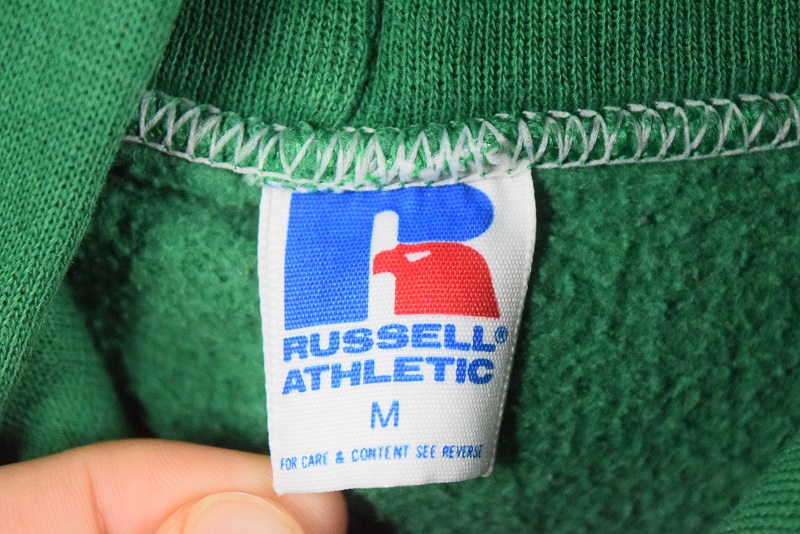 RUSSELL®
ATHLETIC
M
FOR CARE & CONTENT SEE REVERSE